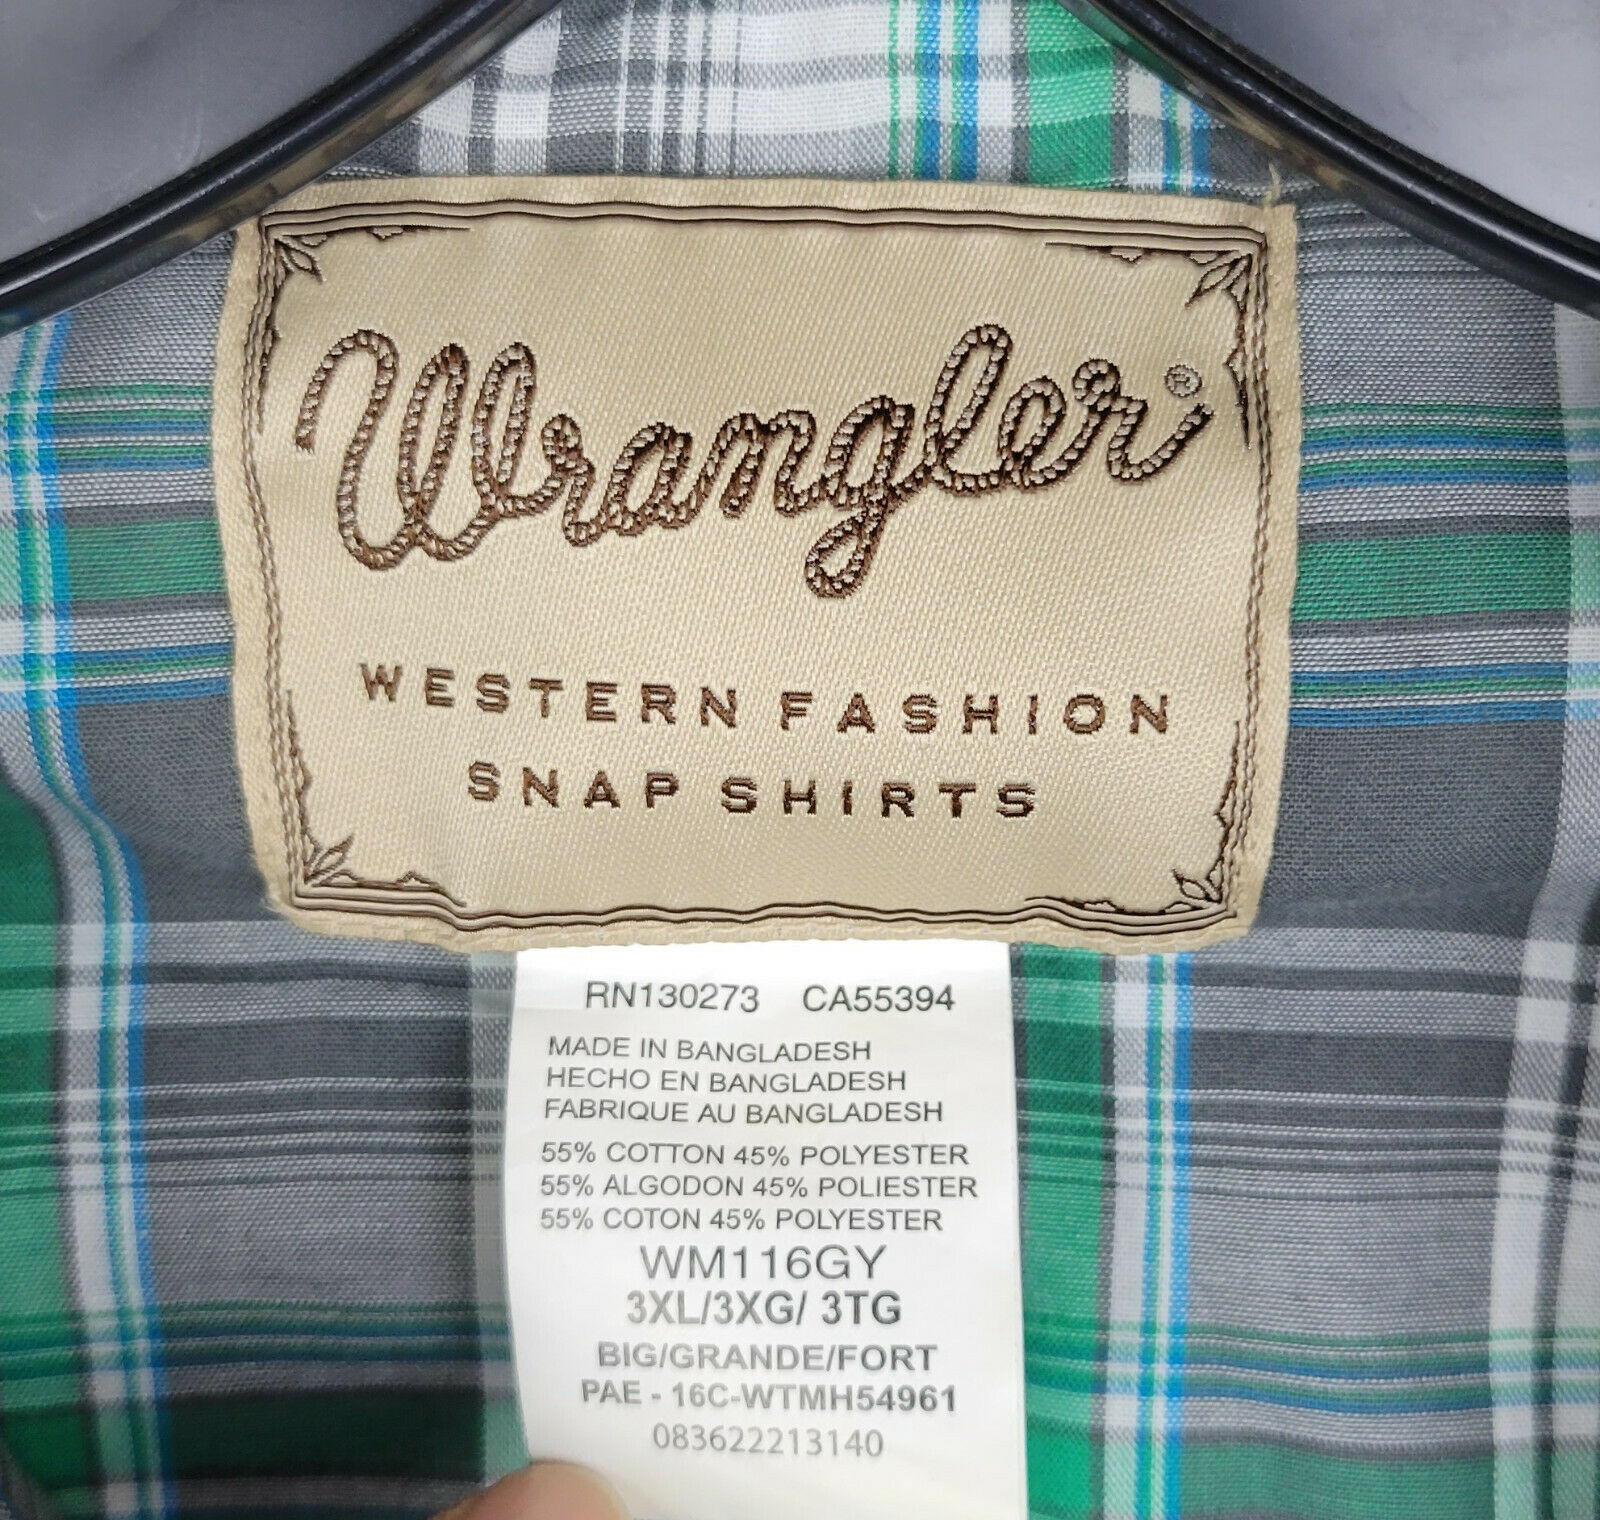 Wrangler®
WESTERN FASHION
SNAP SHIRTS
RN130273 CA55394
MADE IN BANGLADESH
HECHO EN BANGLADESH
FABRIQUE AU BANGLADESH
55% COTTON 45% POLYESTER
55% ALGODON 45% POLIESTER
55% COTON 45% POLYESTER
WM116GY
3XL/3XG/ 3TG
BIG/GRANDE/FORT
PAE - 16C-WTMH54961
083622213140